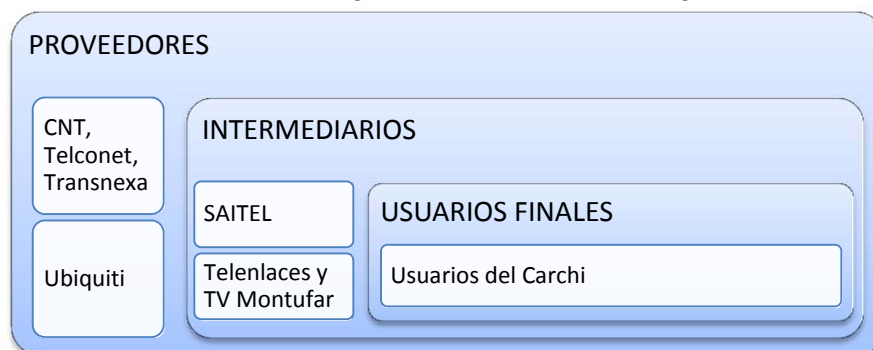 PROVEEDORES
CNT,
Telconet,
Transnexa
Ubiquiti
INTERMEDIARIOS
SAITEL
Telenlaces y
TV Montufar
USUARIOS FINALES
Usuarios del Carchi